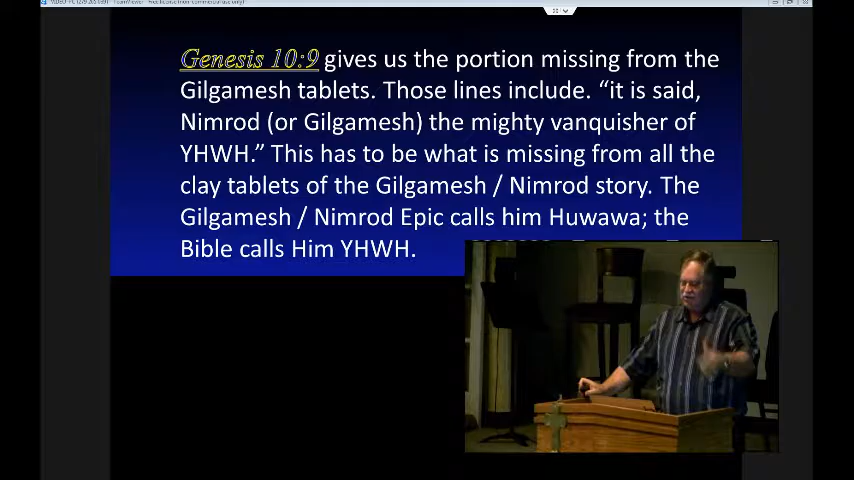 Genesis 10:9 gives us the portion missing from the
Gilgamesh tablets. Those lines include. “it is said,
Nimrod (or Gilgamesh) the mighty vanquisher of
YHWH.” This has to be what is missing from all the
clay tablets of the Gilgamesh / Nimrod story. The
Gilgamesh / Nimrod Epic calls him Huwawa; the
Bible calls Him YHWH.